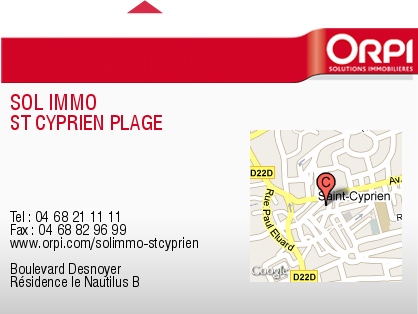 ORPI
SOLUTIONS IMMOBILIÈRES
SOL IMMO
ST CYPRIEN PLAGE
D22D
C
Av
Saint-Cyprien
Rue Paul Eluard
D22D
Google
Tel : 04 68 21 11 11
Fax : 04 68 82 96 99
www.orpi.com/solimmo-stcyprien
Boulevard Desnoyer
Résidence le Nautilus B